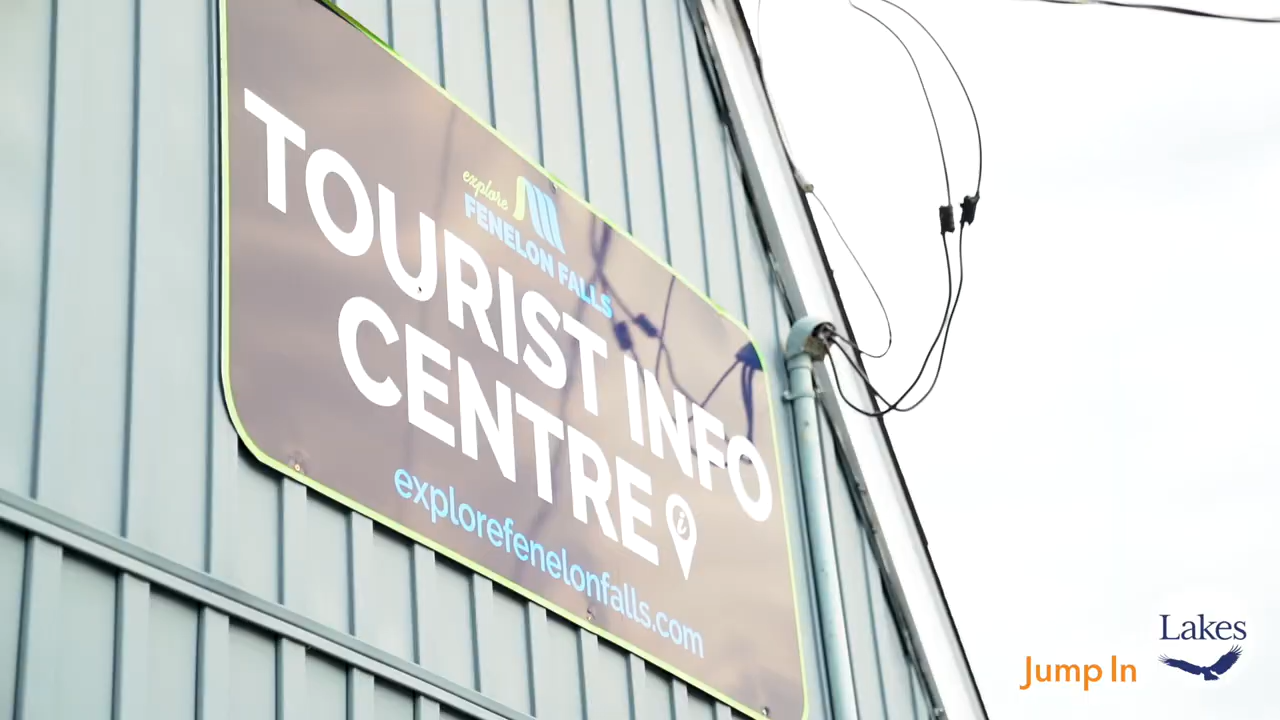 explore
FENELON FALLS
TOURIST INFO
CENTRE
explorefenelonfalls.com
Jump In
Lakes